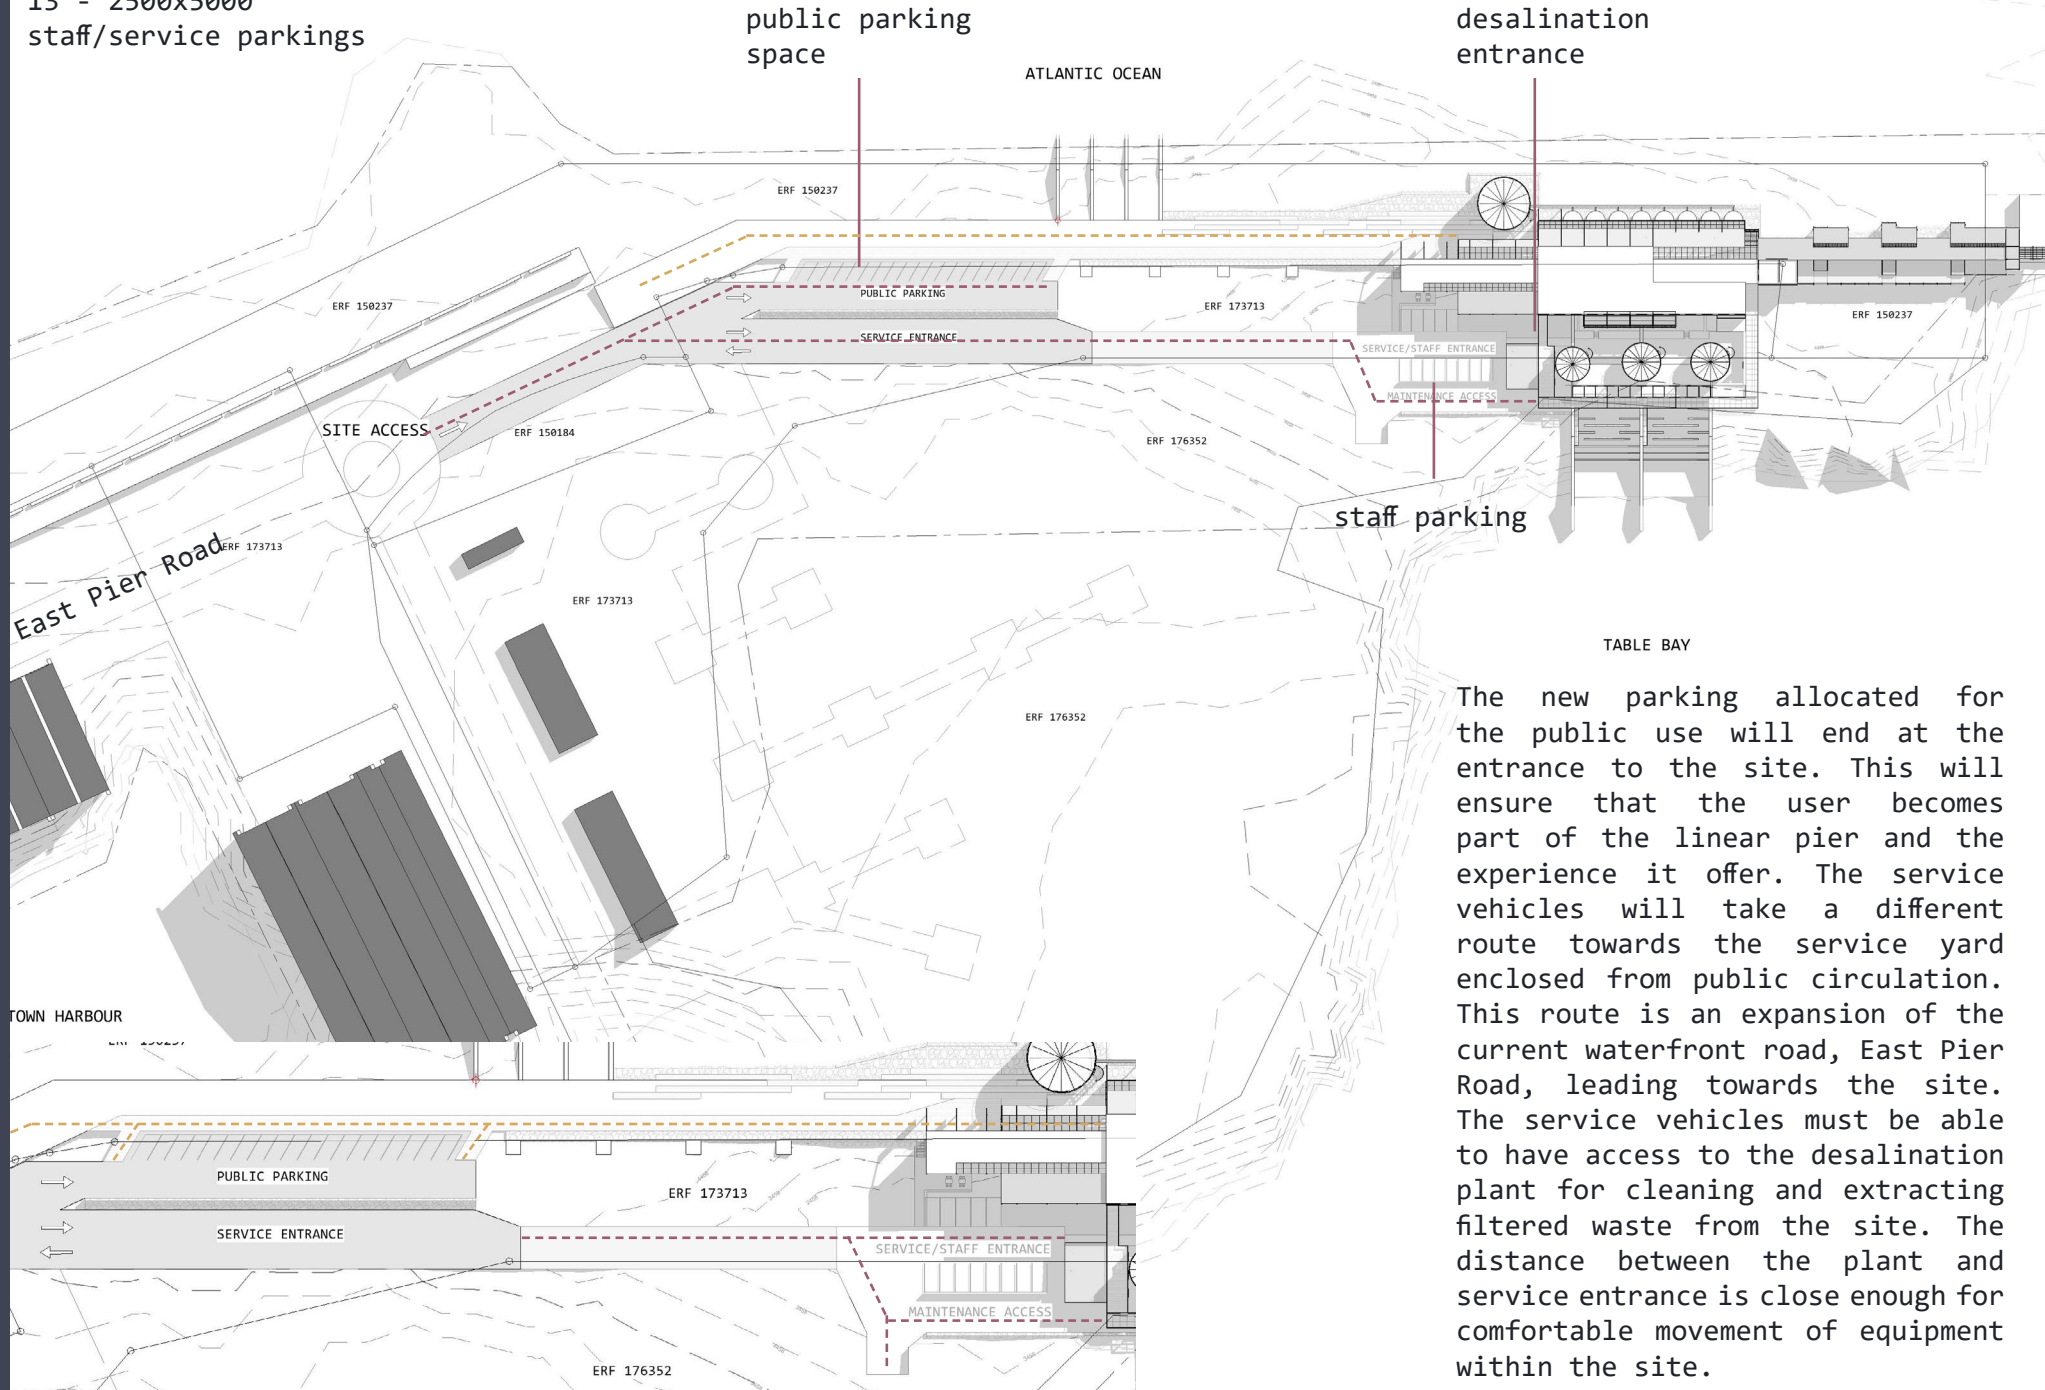 13 - 2500x5000
staff/service parkings
public parking
space
desalination
entrance
ATLANTIC OCEAN
ERF 150237
ERF 150237
PUBLIC PARKING
ERF 173713
ERF 150237
SERVICE ENTRANCE
SERVICE/STAFF ENTRANCE
MAINTENANCE ACCESS
SITE ACCESS
ERF 150184
ERF 176352
staff parking
East Pier Road
ERF 173713
ERF 173713
TABLE BAY
ERF 176352
The new parking allocated for
the public use will end at the
entrance to the site. This will
ensure that the user becomes
part of the linear pier and the
experience it offer. The service
vehicles will take a different
route towards the service yard
enclosed from public circulation.
This route is an expansion of the
current waterfront road, East Pier
Road, leading towards the site.
The service vehicles must be able
to have access to the desalination
plant for cleaning and extracting
filtered waste from the site. The
distance between the plant and
service entrance is close enough for
comfortable movement of equipment
within the site.
TOWN HARBOUR
ERF 150237
PUBLIC PARKING
ERF 173713
SERVICE ENTRANCE
SERVICE/STAFF ENTRANCE
MAINTENANCE ACCESS
ERF 176352